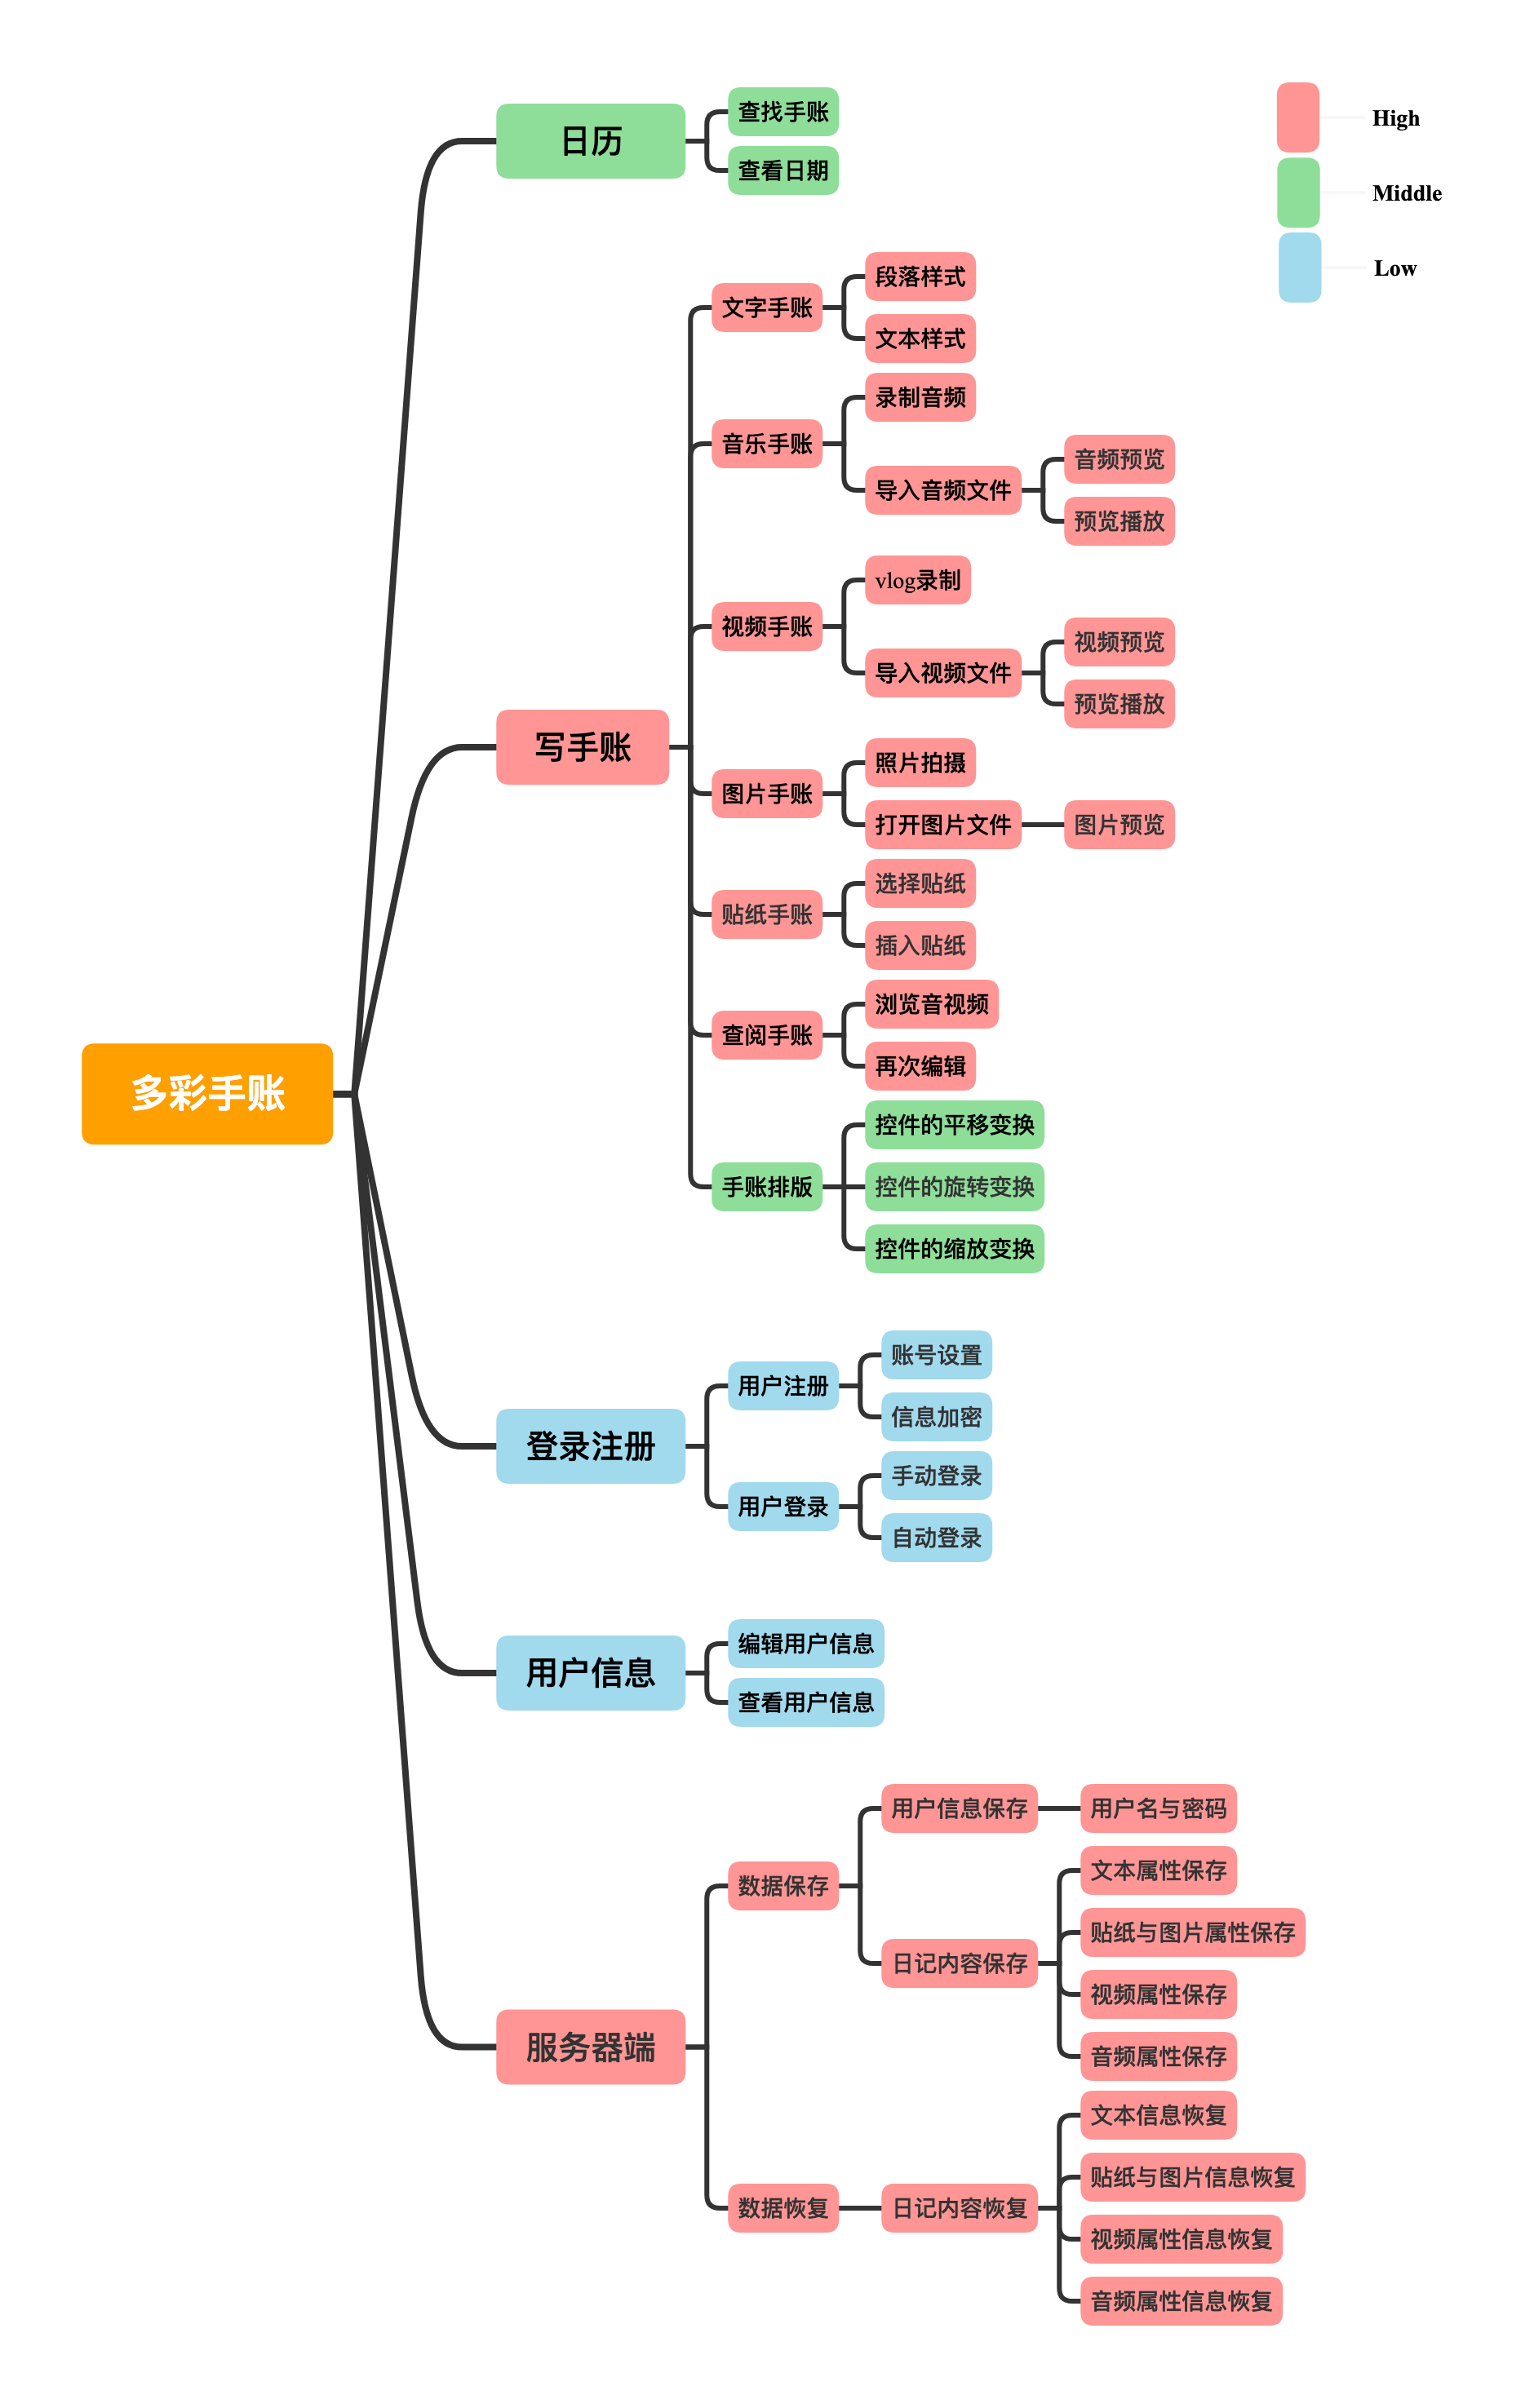 多彩手账
日历
查找手账
查看日期
写手账
文字手账
段落样式
文本样式
音乐手账
录制音频
导入音频文件
音频预览
预览播放
视频手账
vlog录制
导入视频文件
视频预览
预览播放
图片手账
照片拍摄
打开图片文件
图片预览
贴纸手账
选择贴纸
插入贴纸
查阅手账
浏览音视频
再次编辑
手账排版
控件的平移变换
控件的旋转变换
控件的缩放变换
登录注册
用户注册
账号设置
信息加密
用户登录
手动登录
自动登录
用户信息
编辑用户信息
查看用户信息
服务器端
数据保存
用户信息保存
用户名与密码
日记内容保存
文本属性保存
贴纸与图片属性保存
视频属性保存
音频属性保存
数据恢复
日记内容恢复
文本信息恢复
贴纸与图片信息恢复
视频属性信息恢复
音频属性信息恢复
High
Middle
Low